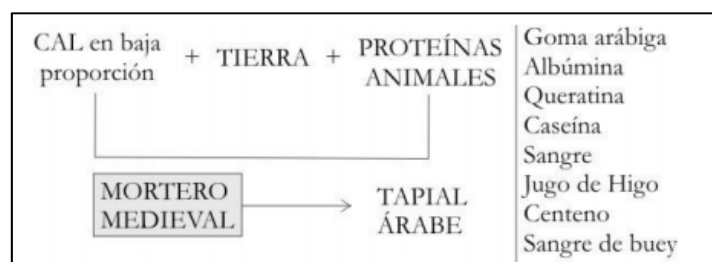 CAL en baja
proporción
+ TIERRA +
PROTEÍNAS
ANIMALES
MORTERO
MEDIEVAL
TAPIAL
ÁRABE
Goma arábiga
Albúmina
Queratina
Caseína
Sangre
Jugo de Higo
Centeno
Sangre de buey